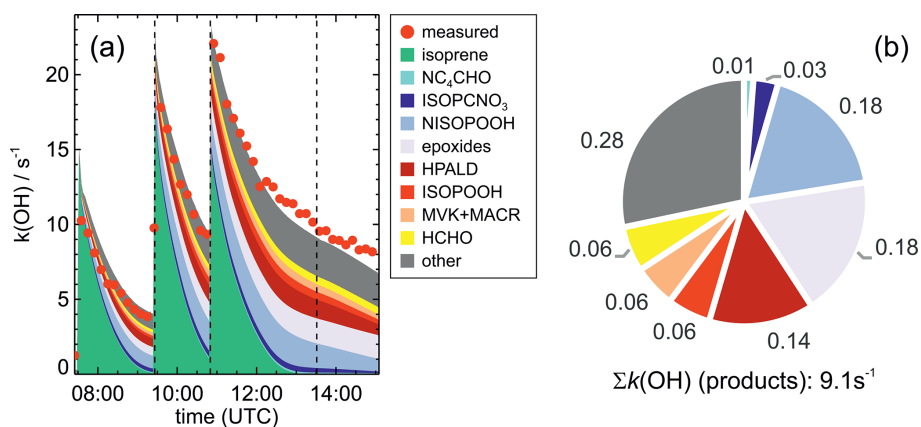 (a)
k(OH) / s⁻¹
20
15
10
5
0
08:00 10:00 12:00 14:00
time (UTC)
measured
isoprene
NC₄CHO
ISOPCNO₃
NISOPOOH
epoxides
HPALD
ISOPOOH
MVK+MACR
HCHO
other
(b)
0.01
0.03
0.18
0.18
0.14
0.06
0.06
0.06
0.28
Σk(OH) (products): 9.1s⁻¹